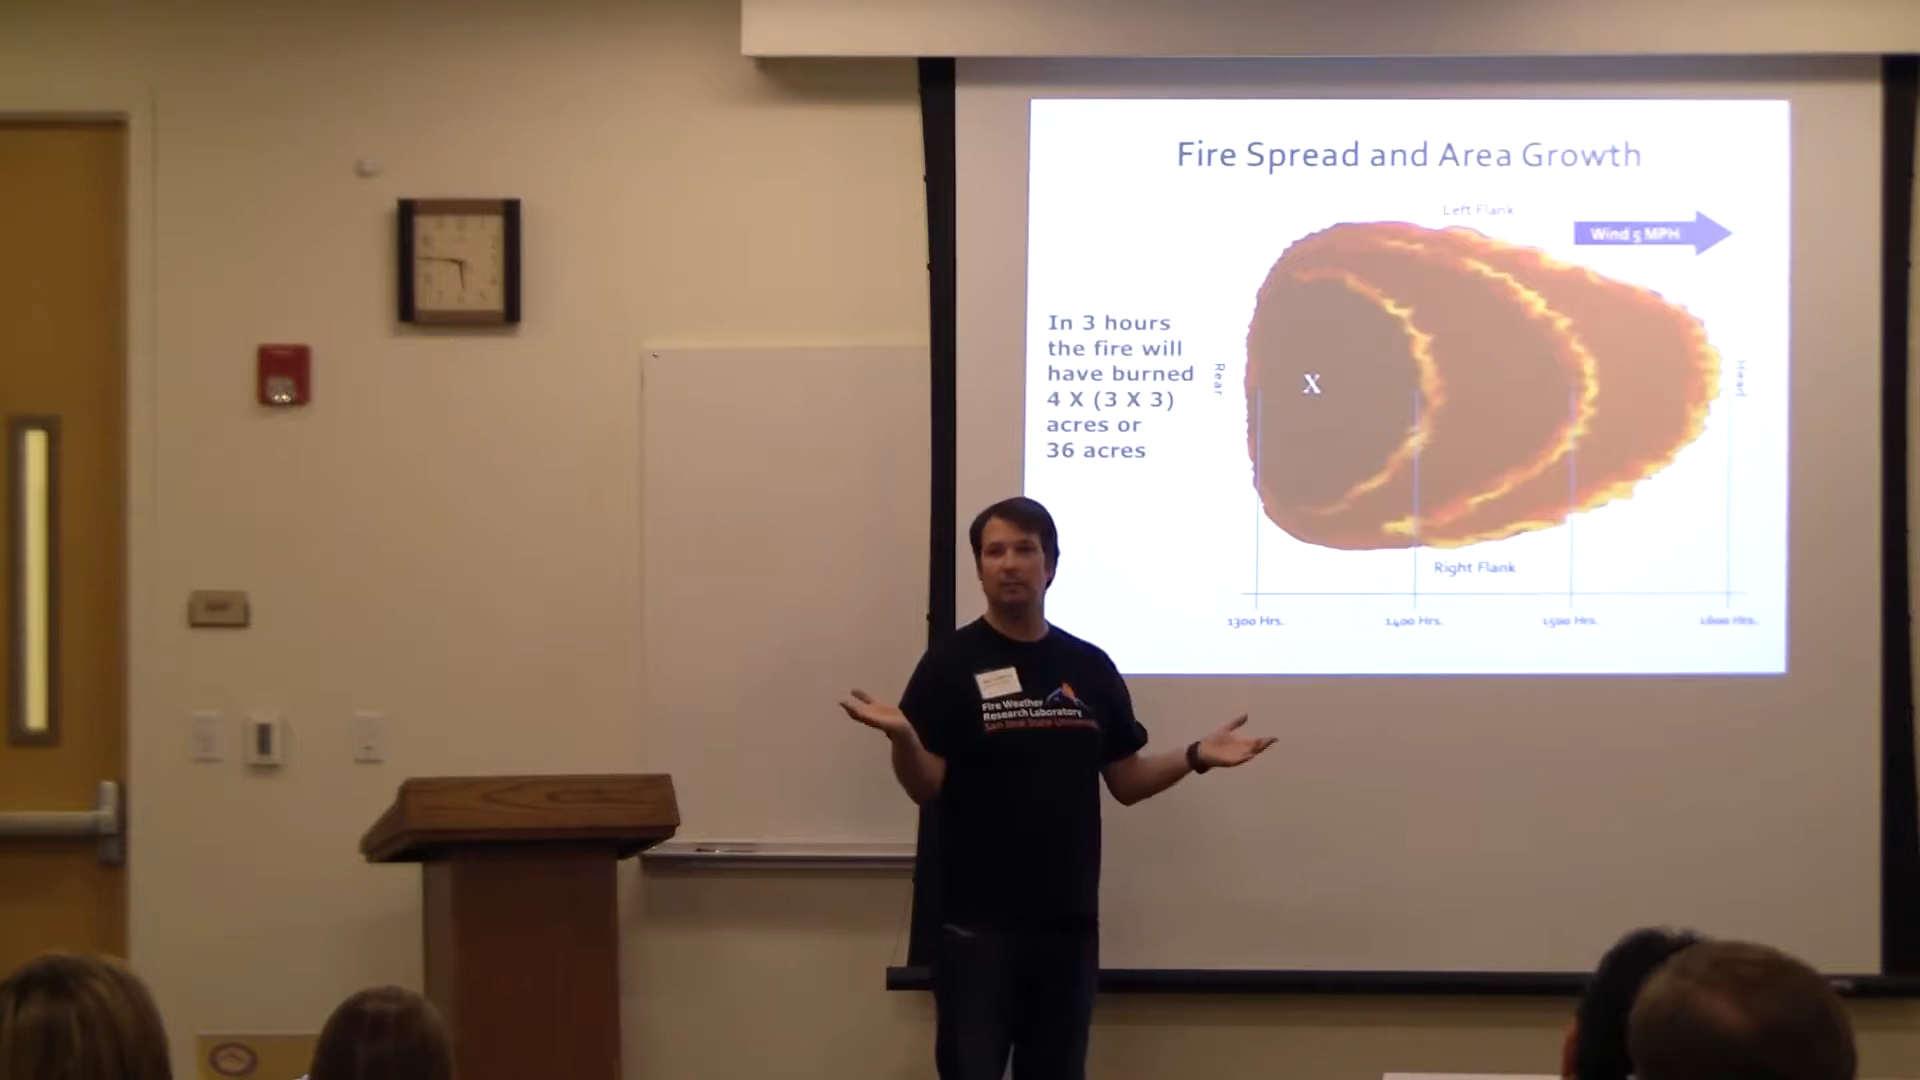 Fire Spread and Area Growth
Left Flank
Wind 5 MPH
In 3 hours
the fire will
have burned
4 X (3 X 3)
acres or
36 acres
Rear
X
Head
Right Flank
1300 Hrs.
1400 Hrs.
1500 Hrs.
1600 Hrs.
Fire Weather
Research Laboratory
San José State University